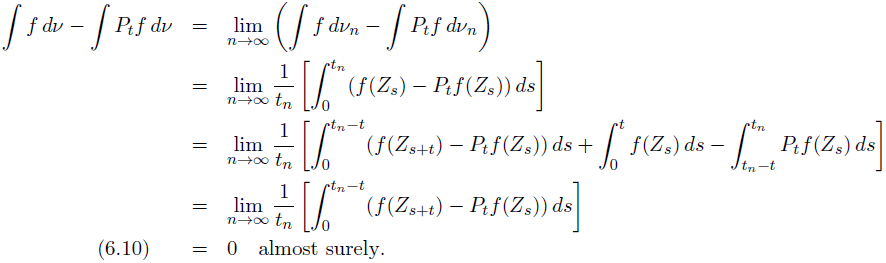 ∫ f dν − ∫ P_t f dν = lim_{n→∞} ( ∫ f dν_n − ∫ P_t f dν_n )
= lim_{n→∞} 1/t_n [ ∫_0^{t_n} (f(Z_s) − P_t f(Z_s)) ds ]
= lim_{n→∞} 1/t_n [ ∫_0^{t_n−t} (f(Z_{s+t}) − P_t f(Z_s)) ds + ∫_0^t f(Z_s) ds − ∫_{t_n−t}^{t_n} P_t f(Z_s) ds ]
= lim_{n→∞} 1/t_n [ ∫_0^{t_n−t} (f(Z_{s+t}) − P_t f(Z_s)) ds ]
(6.10) = 0 almost surely.